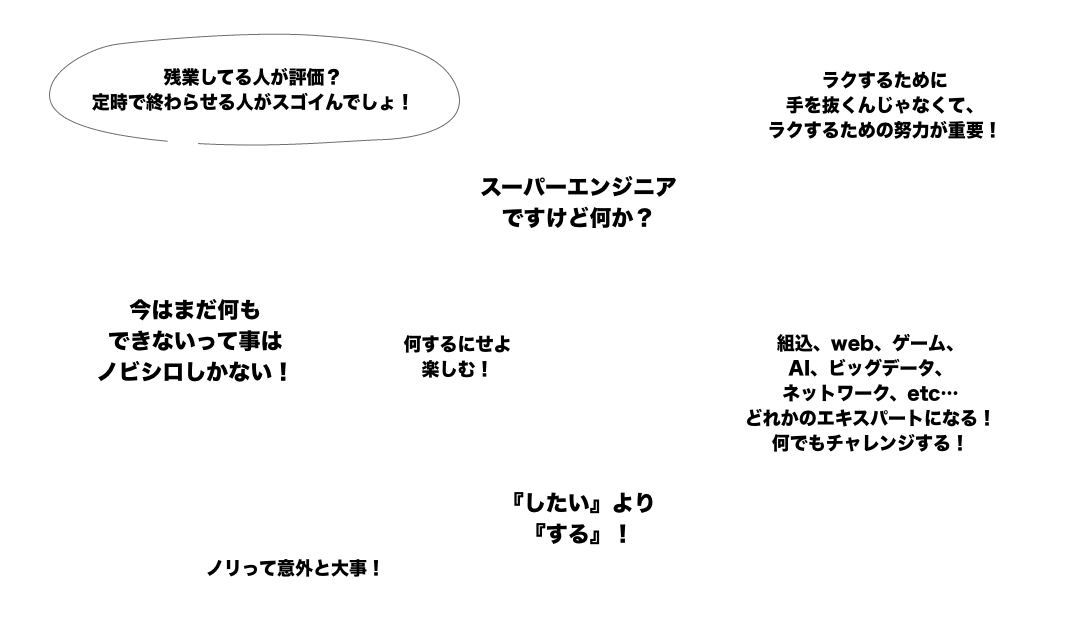 残業してる人が評価？
定時で終わらせる人がスゴイんでしょ！
ラクするために
手を抜くんじゃなくて、
ラクするための努力が重要！
スーパーエンジニア
ですけど何か？
今はまだ何も
できないって事は
ノビシロしかない！
何するにせよ
楽しむ！
組込、web、ゲーム、
AI、ビッグデータ、
ネットワーク、etc…
どれかのエキスパートになる！
何でもチャレンジする！
『したい』より
『する』！
ノリって意外と大事！